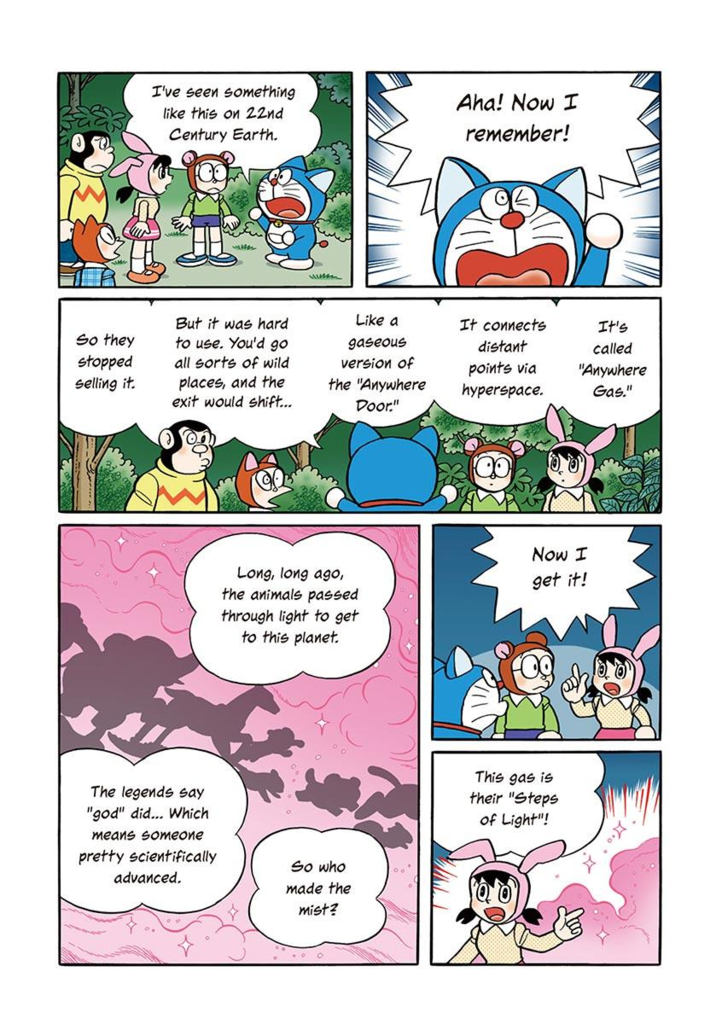 Aha! Now I
remember!
I've seen something
like this on 22nd
Century Earth.
It's
called
"Anywhere
Gas."
It connects
distant
points via
hyperspace.
Like a
gaseous
version of
the "Anywhere
Door."
But it was hard
to use. You'd go
all sorts of wild
places, and the
exit would shift...
So they
stopped
selling it.
Now I
get it!
This gas is
their "Steps
of Light"!
Long, long ago,
the animals passed
through light to get
to this planet.
So who
made the
mist?
The legends say
"god" did... Which
means someone
pretty scientifically
advanced.